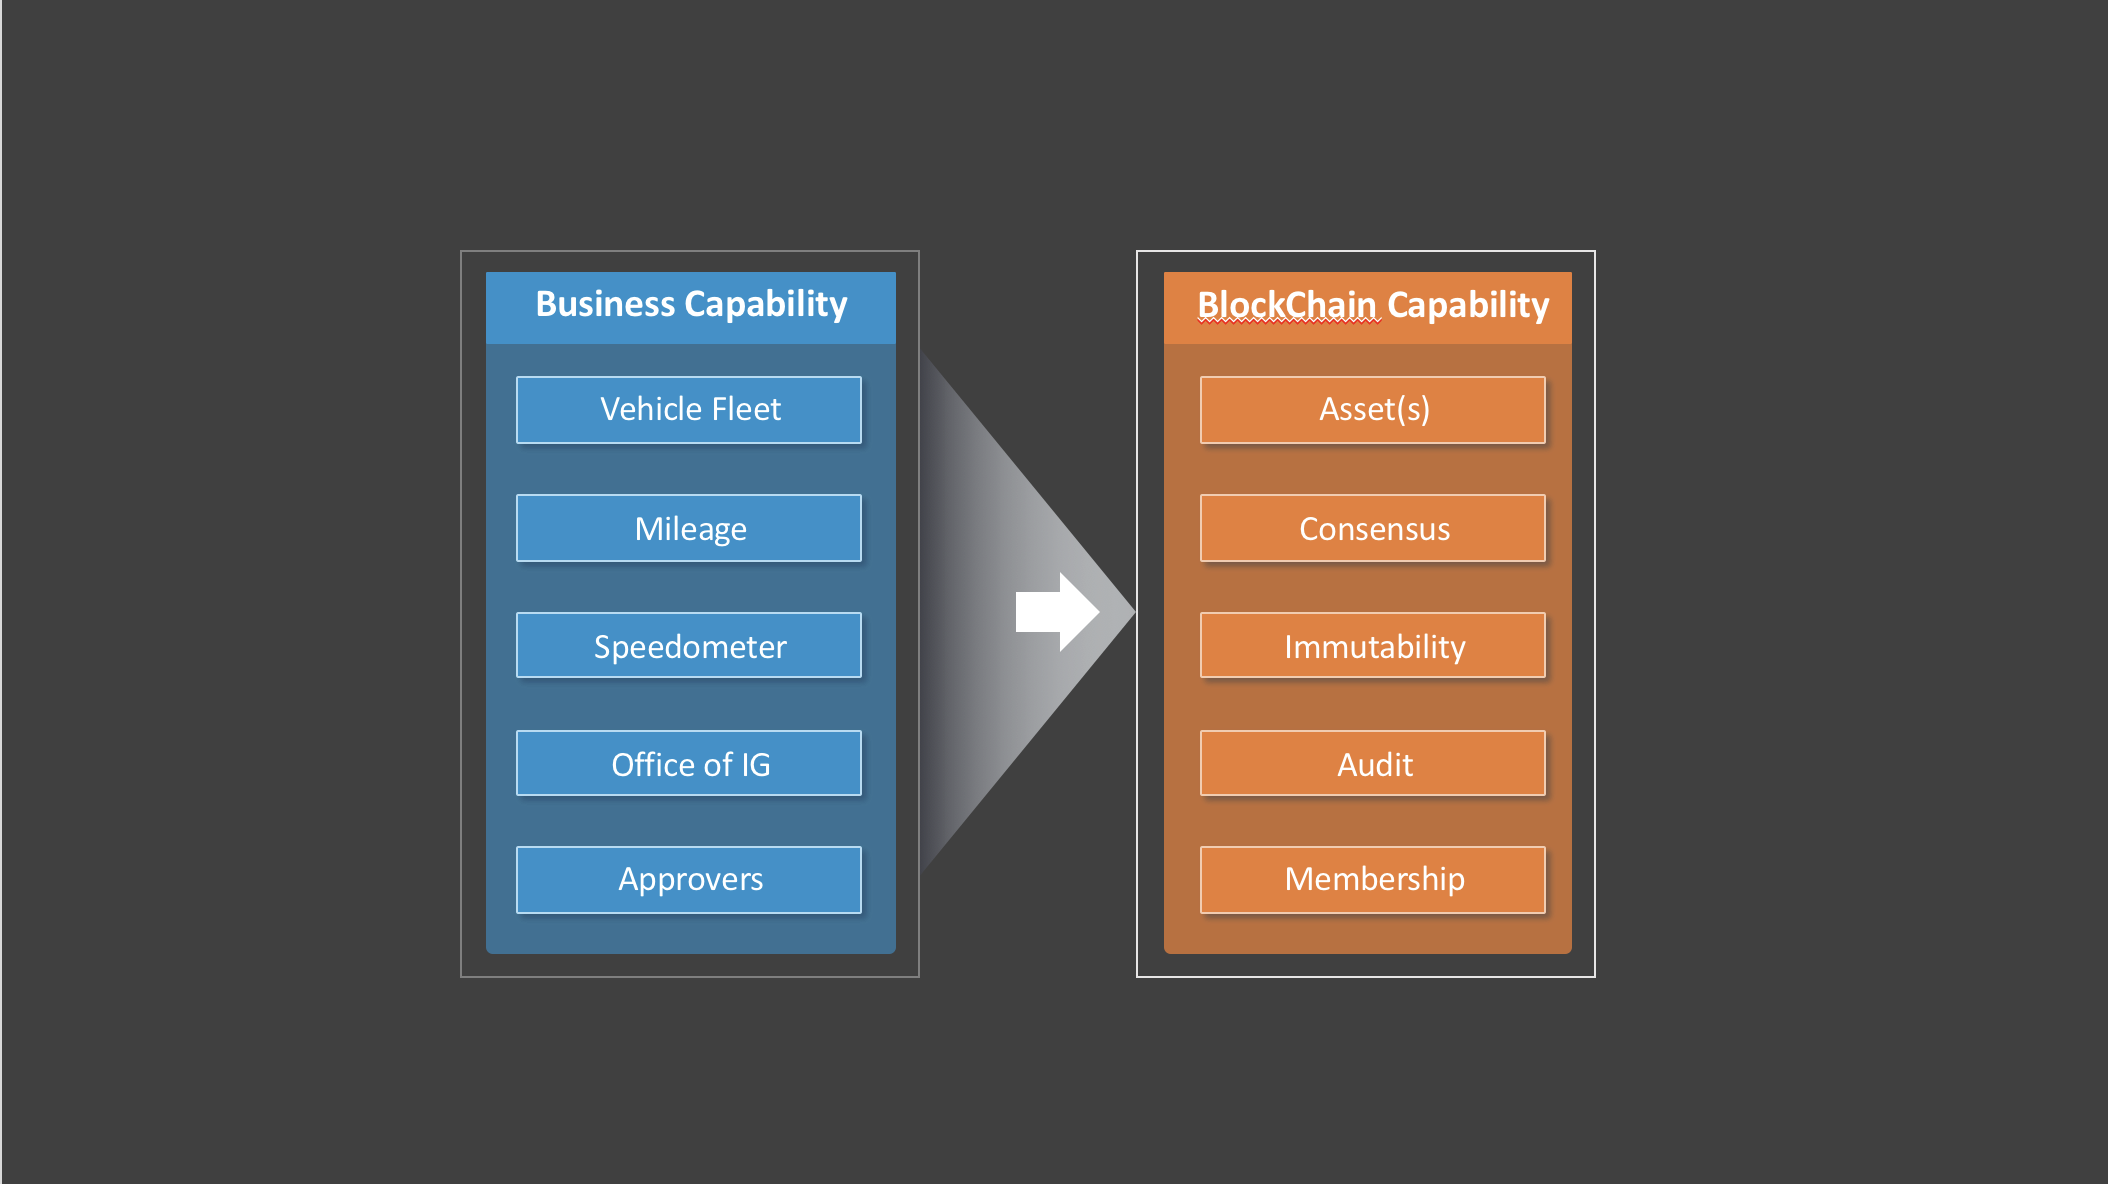 Business Capability
Vehicle Fleet
Mileage
Speedometer
Office of IG
Approvers
BlockChain Capability
Asset(s)
Consensus
Immutability
Audit
Membership